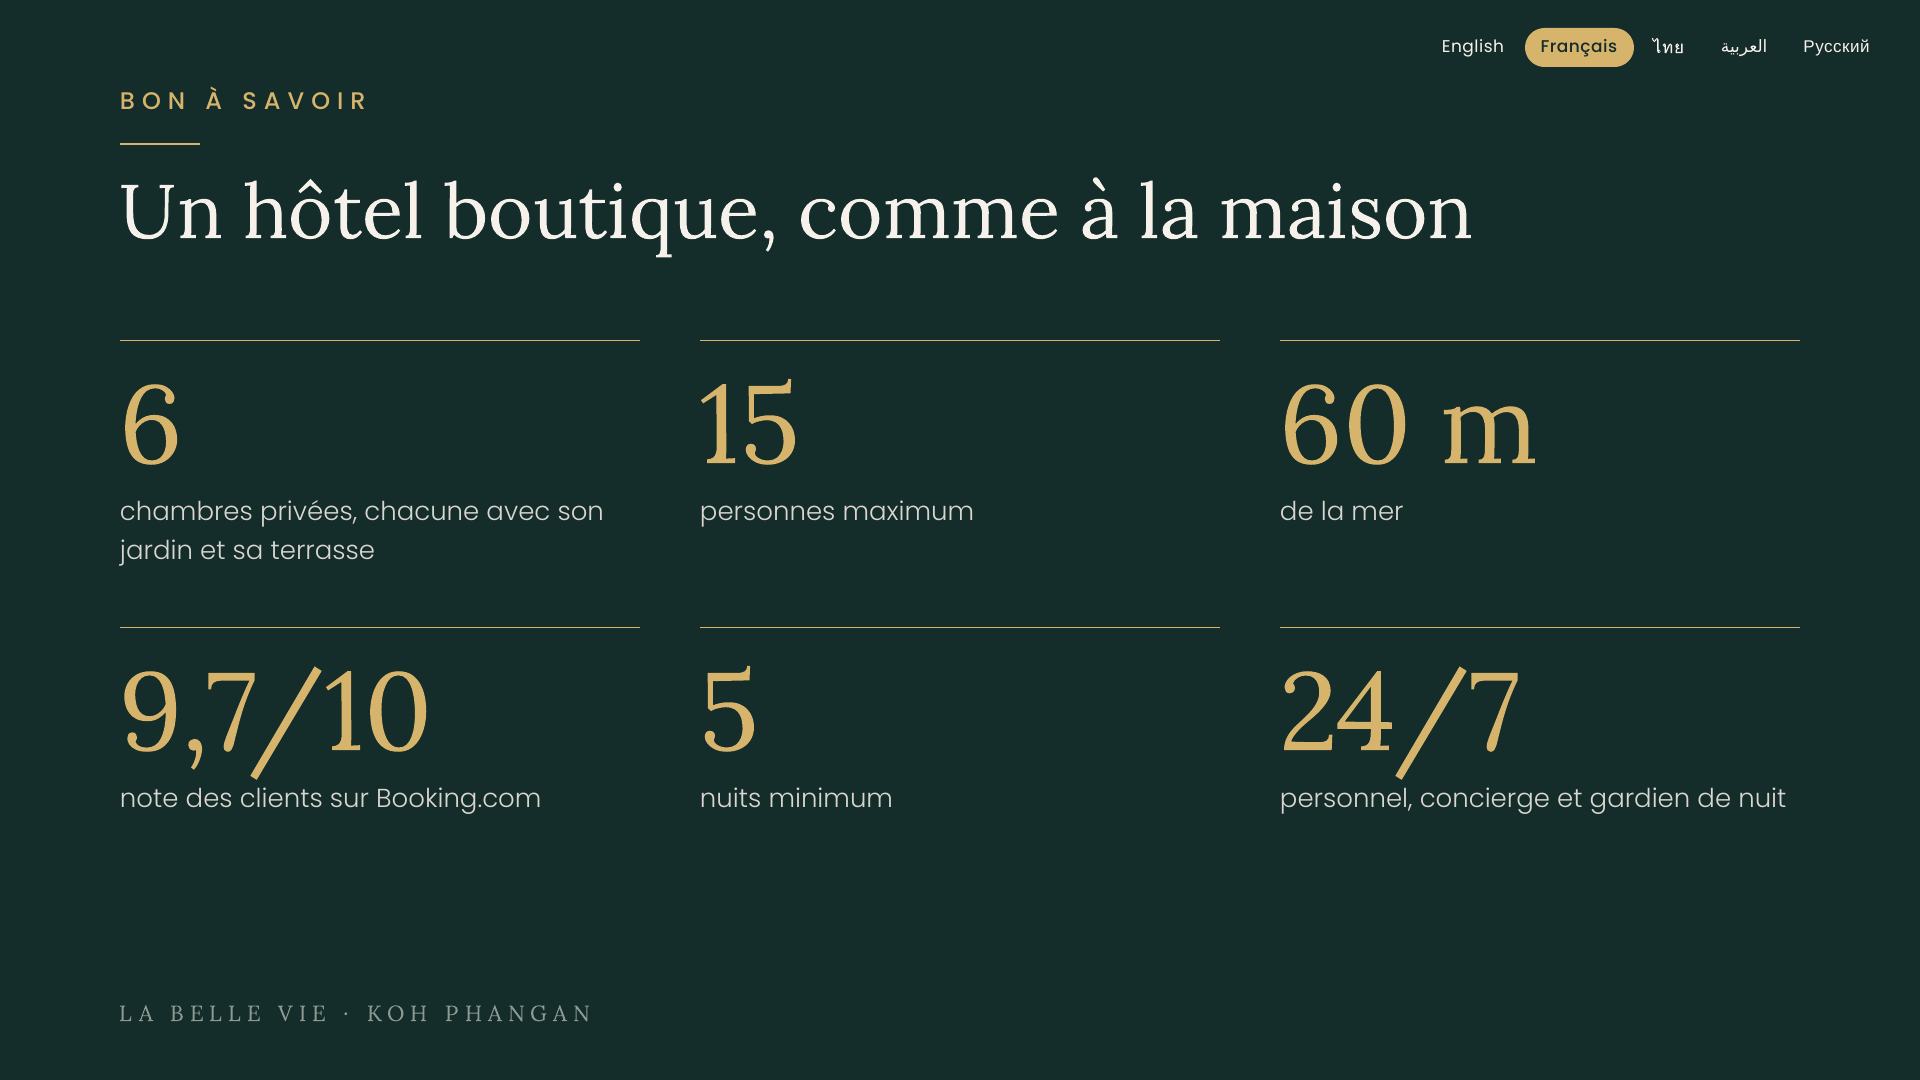 English
Français
ไทย
العربية
Русский
BON À SAVOIR
Un hôtel boutique, comme à la maison
6
chambres privées, chacune avec son
jardin et sa terrasse
15
personnes maximum
60 m
de la mer
9,7/10
note des clients sur Booking.com
5
nuits minimum
24/7
personnel, concierge et gardien de nuit
LA BELLE VIE · KOH PHANGAN